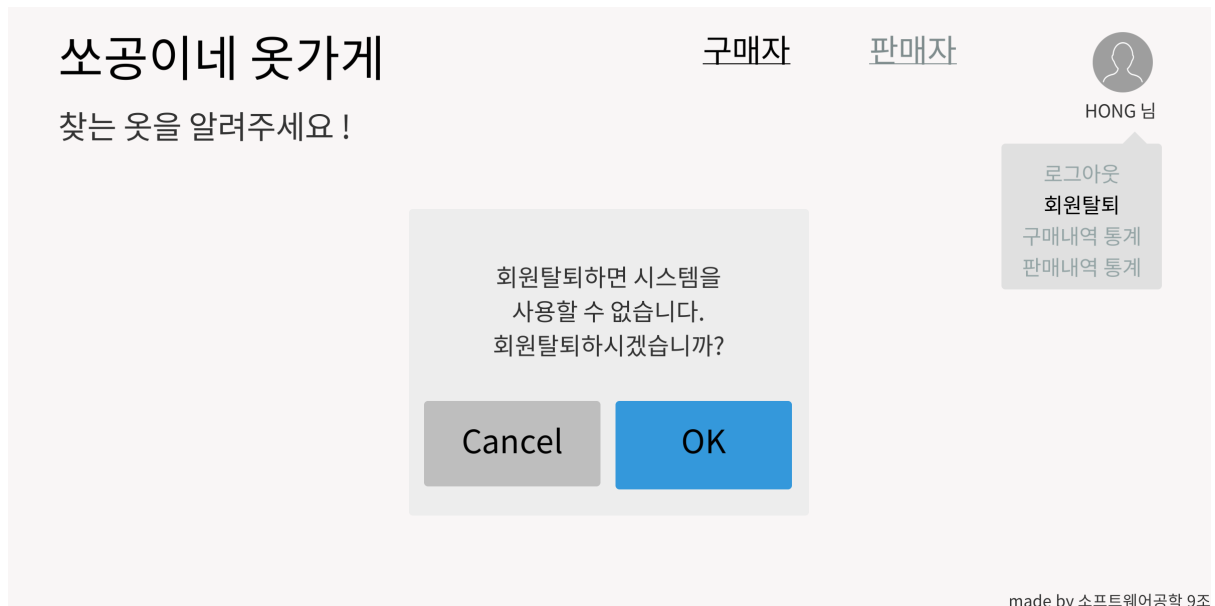 쏘공이네 옷가게
구매자
판매자
찾는 옷을 알려주세요 !
HONG 님
로그아웃
회원탈퇴
구매내역 통계
판매내역 통계
회원탈퇴하면 시스템을
사용할 수 없습니다.
회원탈퇴하시겠습니까?
Cancel
OK
made by 소프트웨어공학 9조